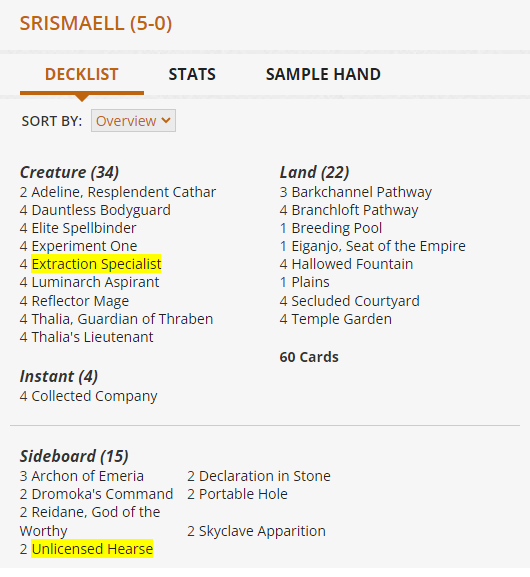 SRISMAELL (5-0)
DECKLIST STATS SAMPLE HAND
SORT BY: Overview
Creature (34)
2 Adeline, Resplendent Cathar
4 Dauntless Bodyguard
4 Elite Spellbinder
4 Experiment One
4 Extraction Specialist
4 Luminarch Aspirant
4 Reflector Mage
4 Thalia, Guardian of Thraben
4 Thalia's Lieutenant
Instant (4)
4 Collected Company
Land (22)
3 Barkchannel Pathway
4 Branchloft Pathway
1 Breeding Pool
1 Eiganjo, Seat of the Empire
4 Hallowed Fountain
1 Plains
4 Secluded Courtyard
4 Temple Garden
60 Cards
Sideboard (15)
3 Archon of Emeria
2 Dromoka's Command
2 Reidane, God of the
Worthy
2 Unlicensed Hearse
2 Declaration in Stone
2 Portable Hole
2 Skyclave Apparition